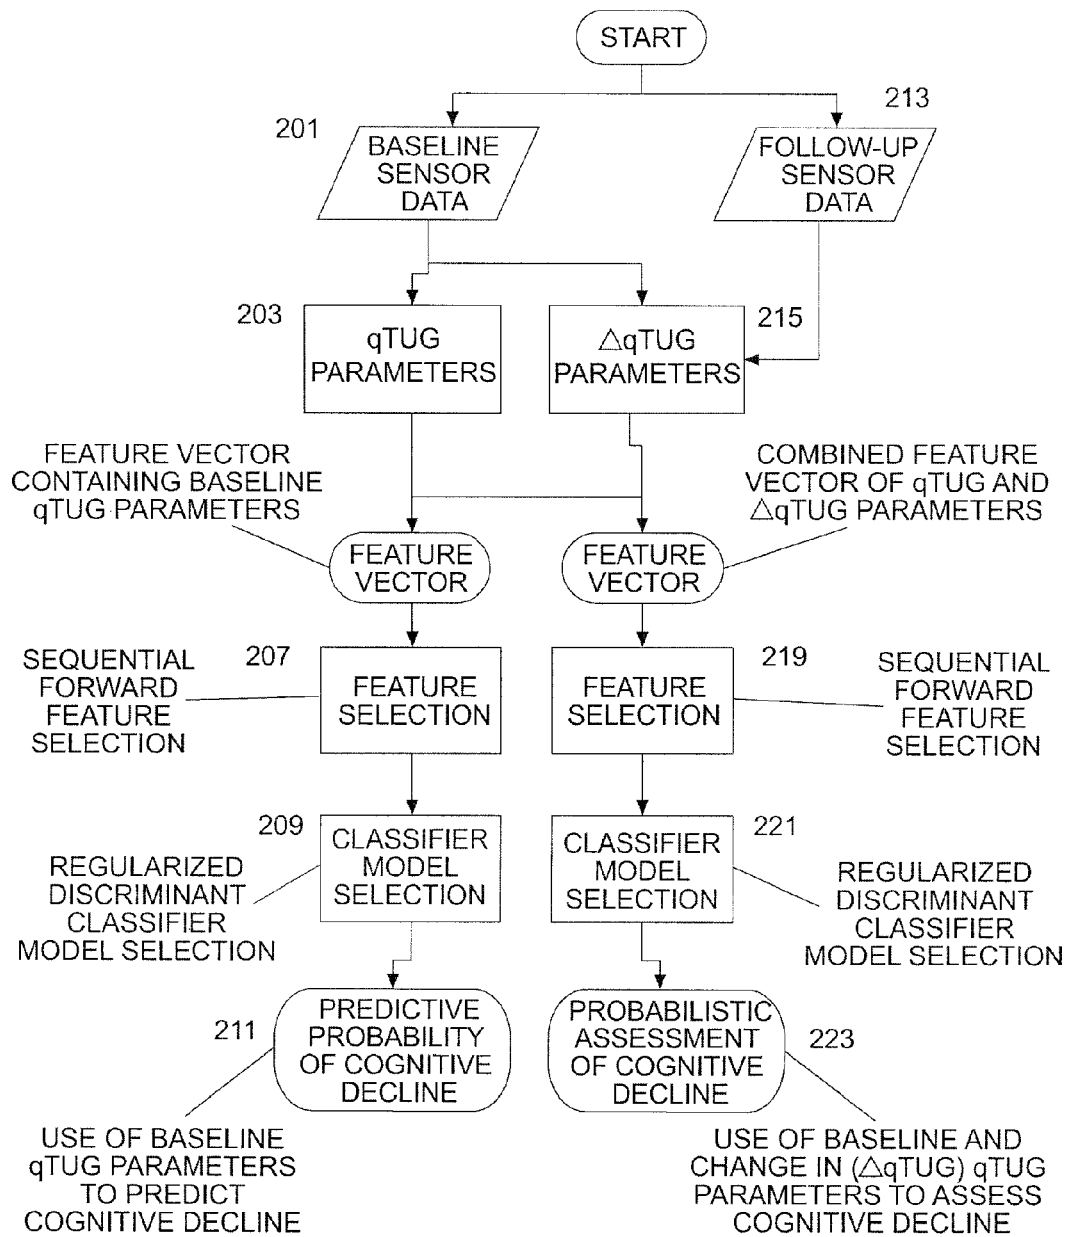 START
213
201
BASELINE
SENSOR
DATA
FOLLOW-UP
SENSOR
DATA
203
qTUG
PARAMETERS
△qTUG
PARAMETERS
215
FEATURE VECTOR
CONTAINING BASELINE
qTUG PARAMETERS
COMBINED FEATURE
VECTOR OF qTUG AND
△qTUG PARAMETERS
FEATURE
VECTOR
FEATURE
VECTOR
SEQUENTIAL
FORWARD
FEATURE
SELECTION
207
FEATURE
SELECTION
FEATURE
SELECTION
219
SEQUENTIAL
FORWARD
FEATURE
SELECTION
209
CLASSIFIER
MODEL
SELECTION
CLASSIFIER
MODEL
SELECTION
221
REGULARIZED
DISCRIMINANT
CLASSIFIER
MODEL SELECTION
REGULARIZED
DISCRIMINANT
CLASSIFIER
MODEL SELECTION
211
PREDICTIVE
PROBABILITY
OF COGNITIVE
DECLINE
PROBABILISTIC
ASSESSMENT
OF COGNITIVE
DECLINE
223
USE OF BASELINE
qTUG PARAMETERS
TO PREDICT
COGNITIVE DECLINE
USE OF BASELINE AND
CHANGE IN (△qTUG) qTUG
PARAMETERS TO ASSESS
COGNITIVE DECLINE